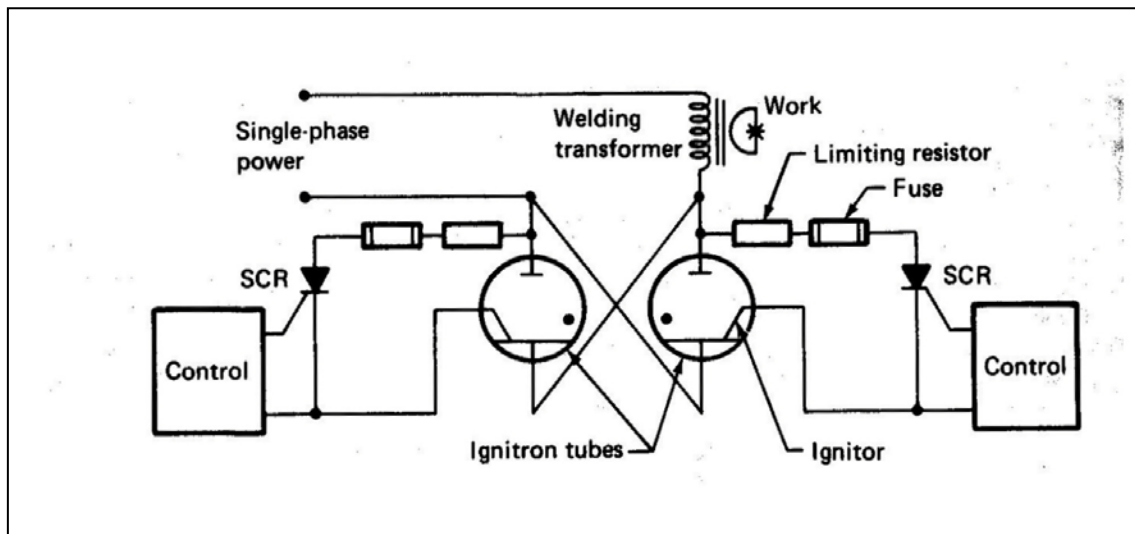 Single-phase
power
Welding
transformer
Work
Limiting resistor
Fuse
SCR
SCR
Control
Control
Ignitron tubes
Ignitor